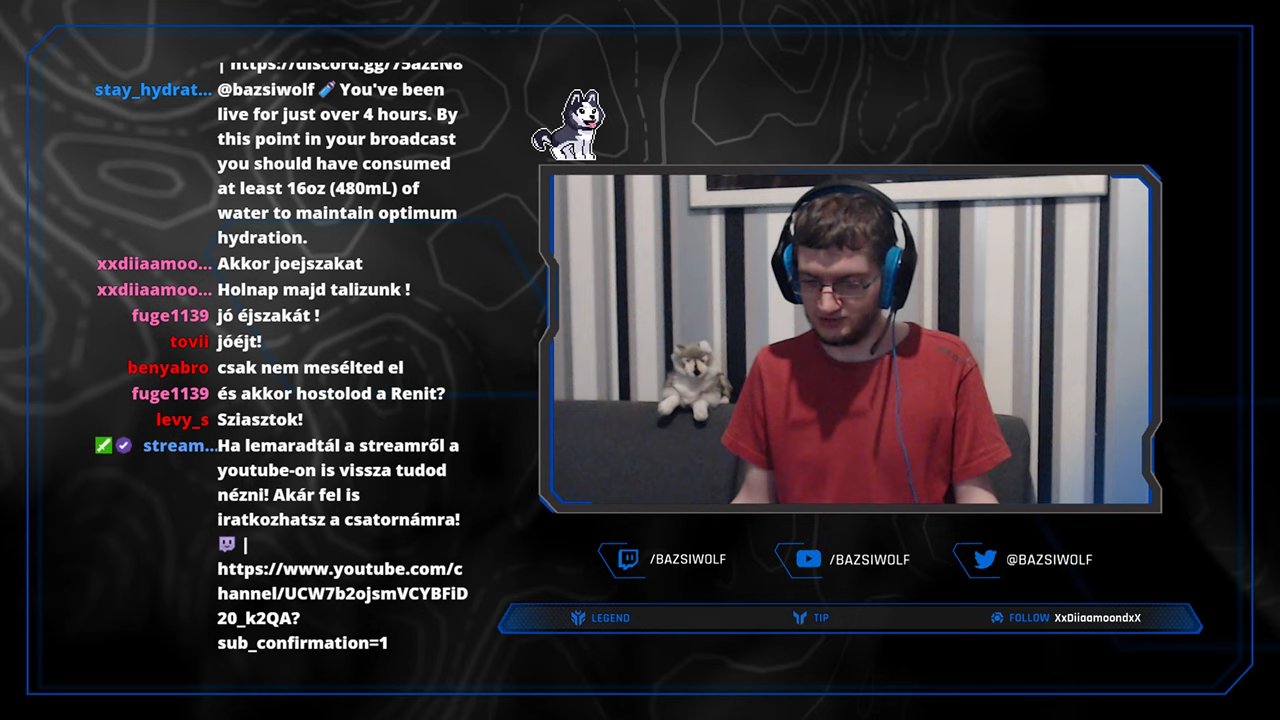 | https://discord.gg/75azEN8
stay_hydrat... @bazsiwolf You've been
live for just over 4 hours. By
this point in your broadcast
you should have consumed
at least 16oz (480mL) of
water to maintain optimum
hydration.
xxdiiaamoo... Akkor joejszakat
xxdiiaamoo... Holnap majd talizunk !
fuge1139 jó éjszakát !
tovii jóéjt!
benyabro csak nem mesélted el
fuge1139 és akkor hostolod a Renit?
levy_s Sziasztok!
stream... Ha lemaradtál a streamről a
youtube-on is vissza tudod
nézni! Akár fel is
iratkozhatsz a csatornámra!
|
https://www.youtube.com/c
hannel/UCW7b2ojsmVCYBFiD
20_k2QA?
sub_confirmation=1
/BAZSIWOLF /BAZSIWOLF @BAZSIWOLF
LEGEND TIP FOLLOW XxDiiaamoondxX